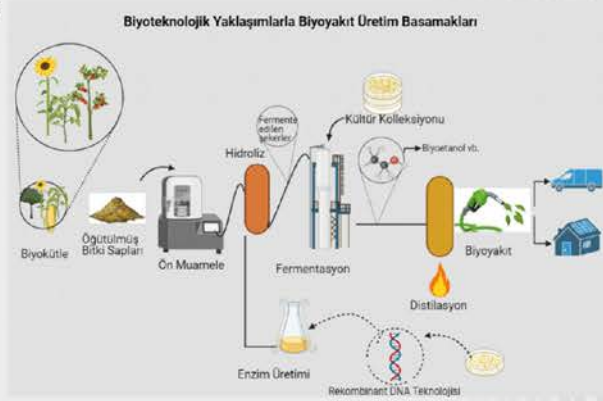 Biyoteknolojik Yaklaşımlarla Biyoyakıt Üretim Basamakları
Kültür Kolleksiyonu
Fermente
edilen
şekerler
Hidroliz
Biyoetanol vb.
Biyokütle
Öğütülmüş
Bitki Sapları
Ön Muamele
Fermentasyon
Biyoyakıt
Distilasyon
Enzim Üretimi
Rekombinant DNA Teknolojisi